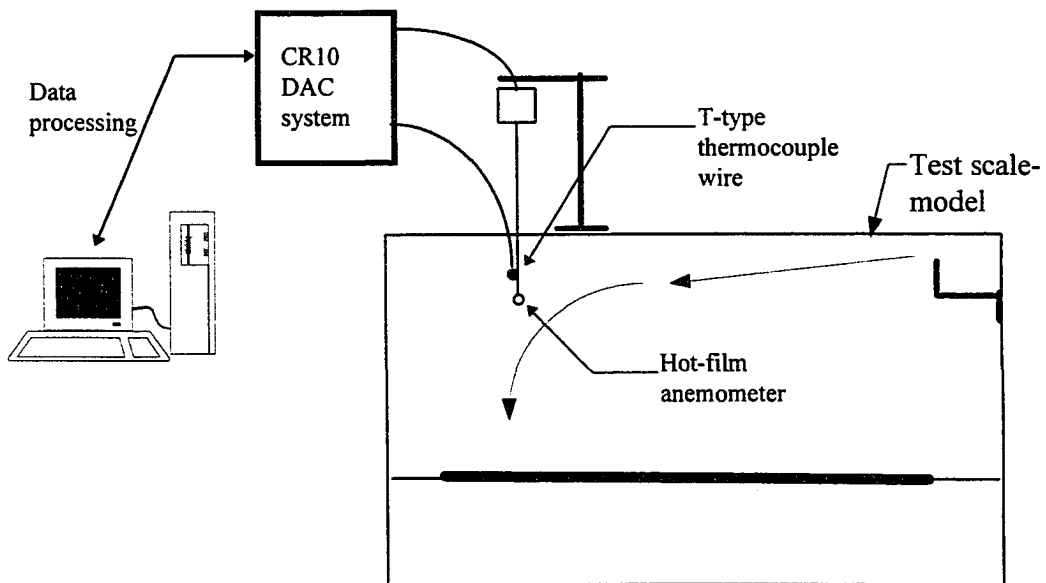 CR10
DAC
system
Data
processing
T-type
thermocouple
wire
Test scale-
model
Hot-film
anemometer